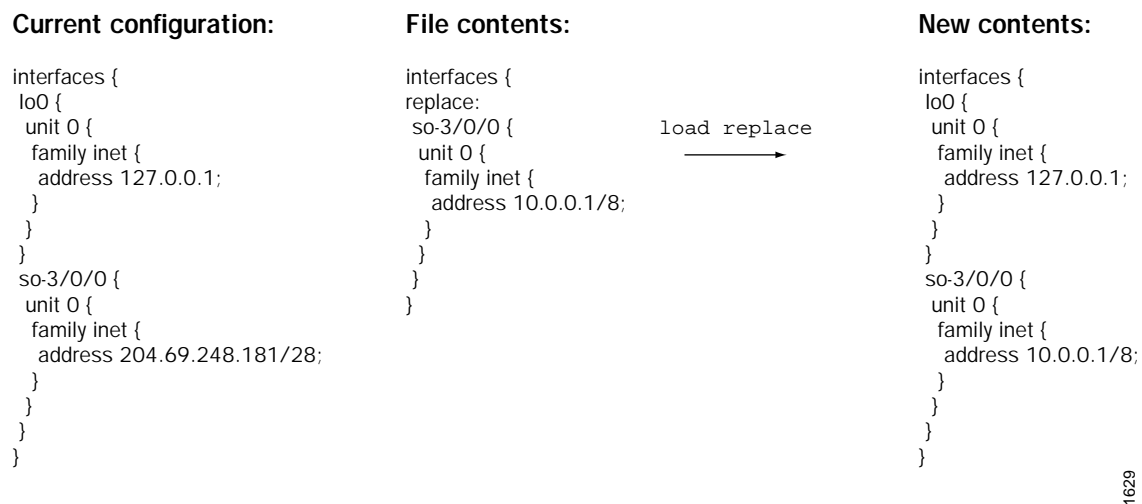 Current configuration:
interfaces {
lo0 {
unit 0 {
family inet {
address 127.0.0.1;
}
}
}
so-3/0/0 {
unit 0 {
family inet {
address 204.69.248.181/28;
}
}
}
}
File contents:
interfaces {
replace:
so-3/0/0 {
unit 0 {
family inet {
address 10.0.0.1/8;
}
}
}
}
load replace
New contents:
interfaces {
lo0 {
unit 0 {
family inet {
address 127.0.0.1;
}
}
}
so-3/0/0 {
unit 0 {
family inet {
address 10.0.0.1/8;
}
}
}
}
1629